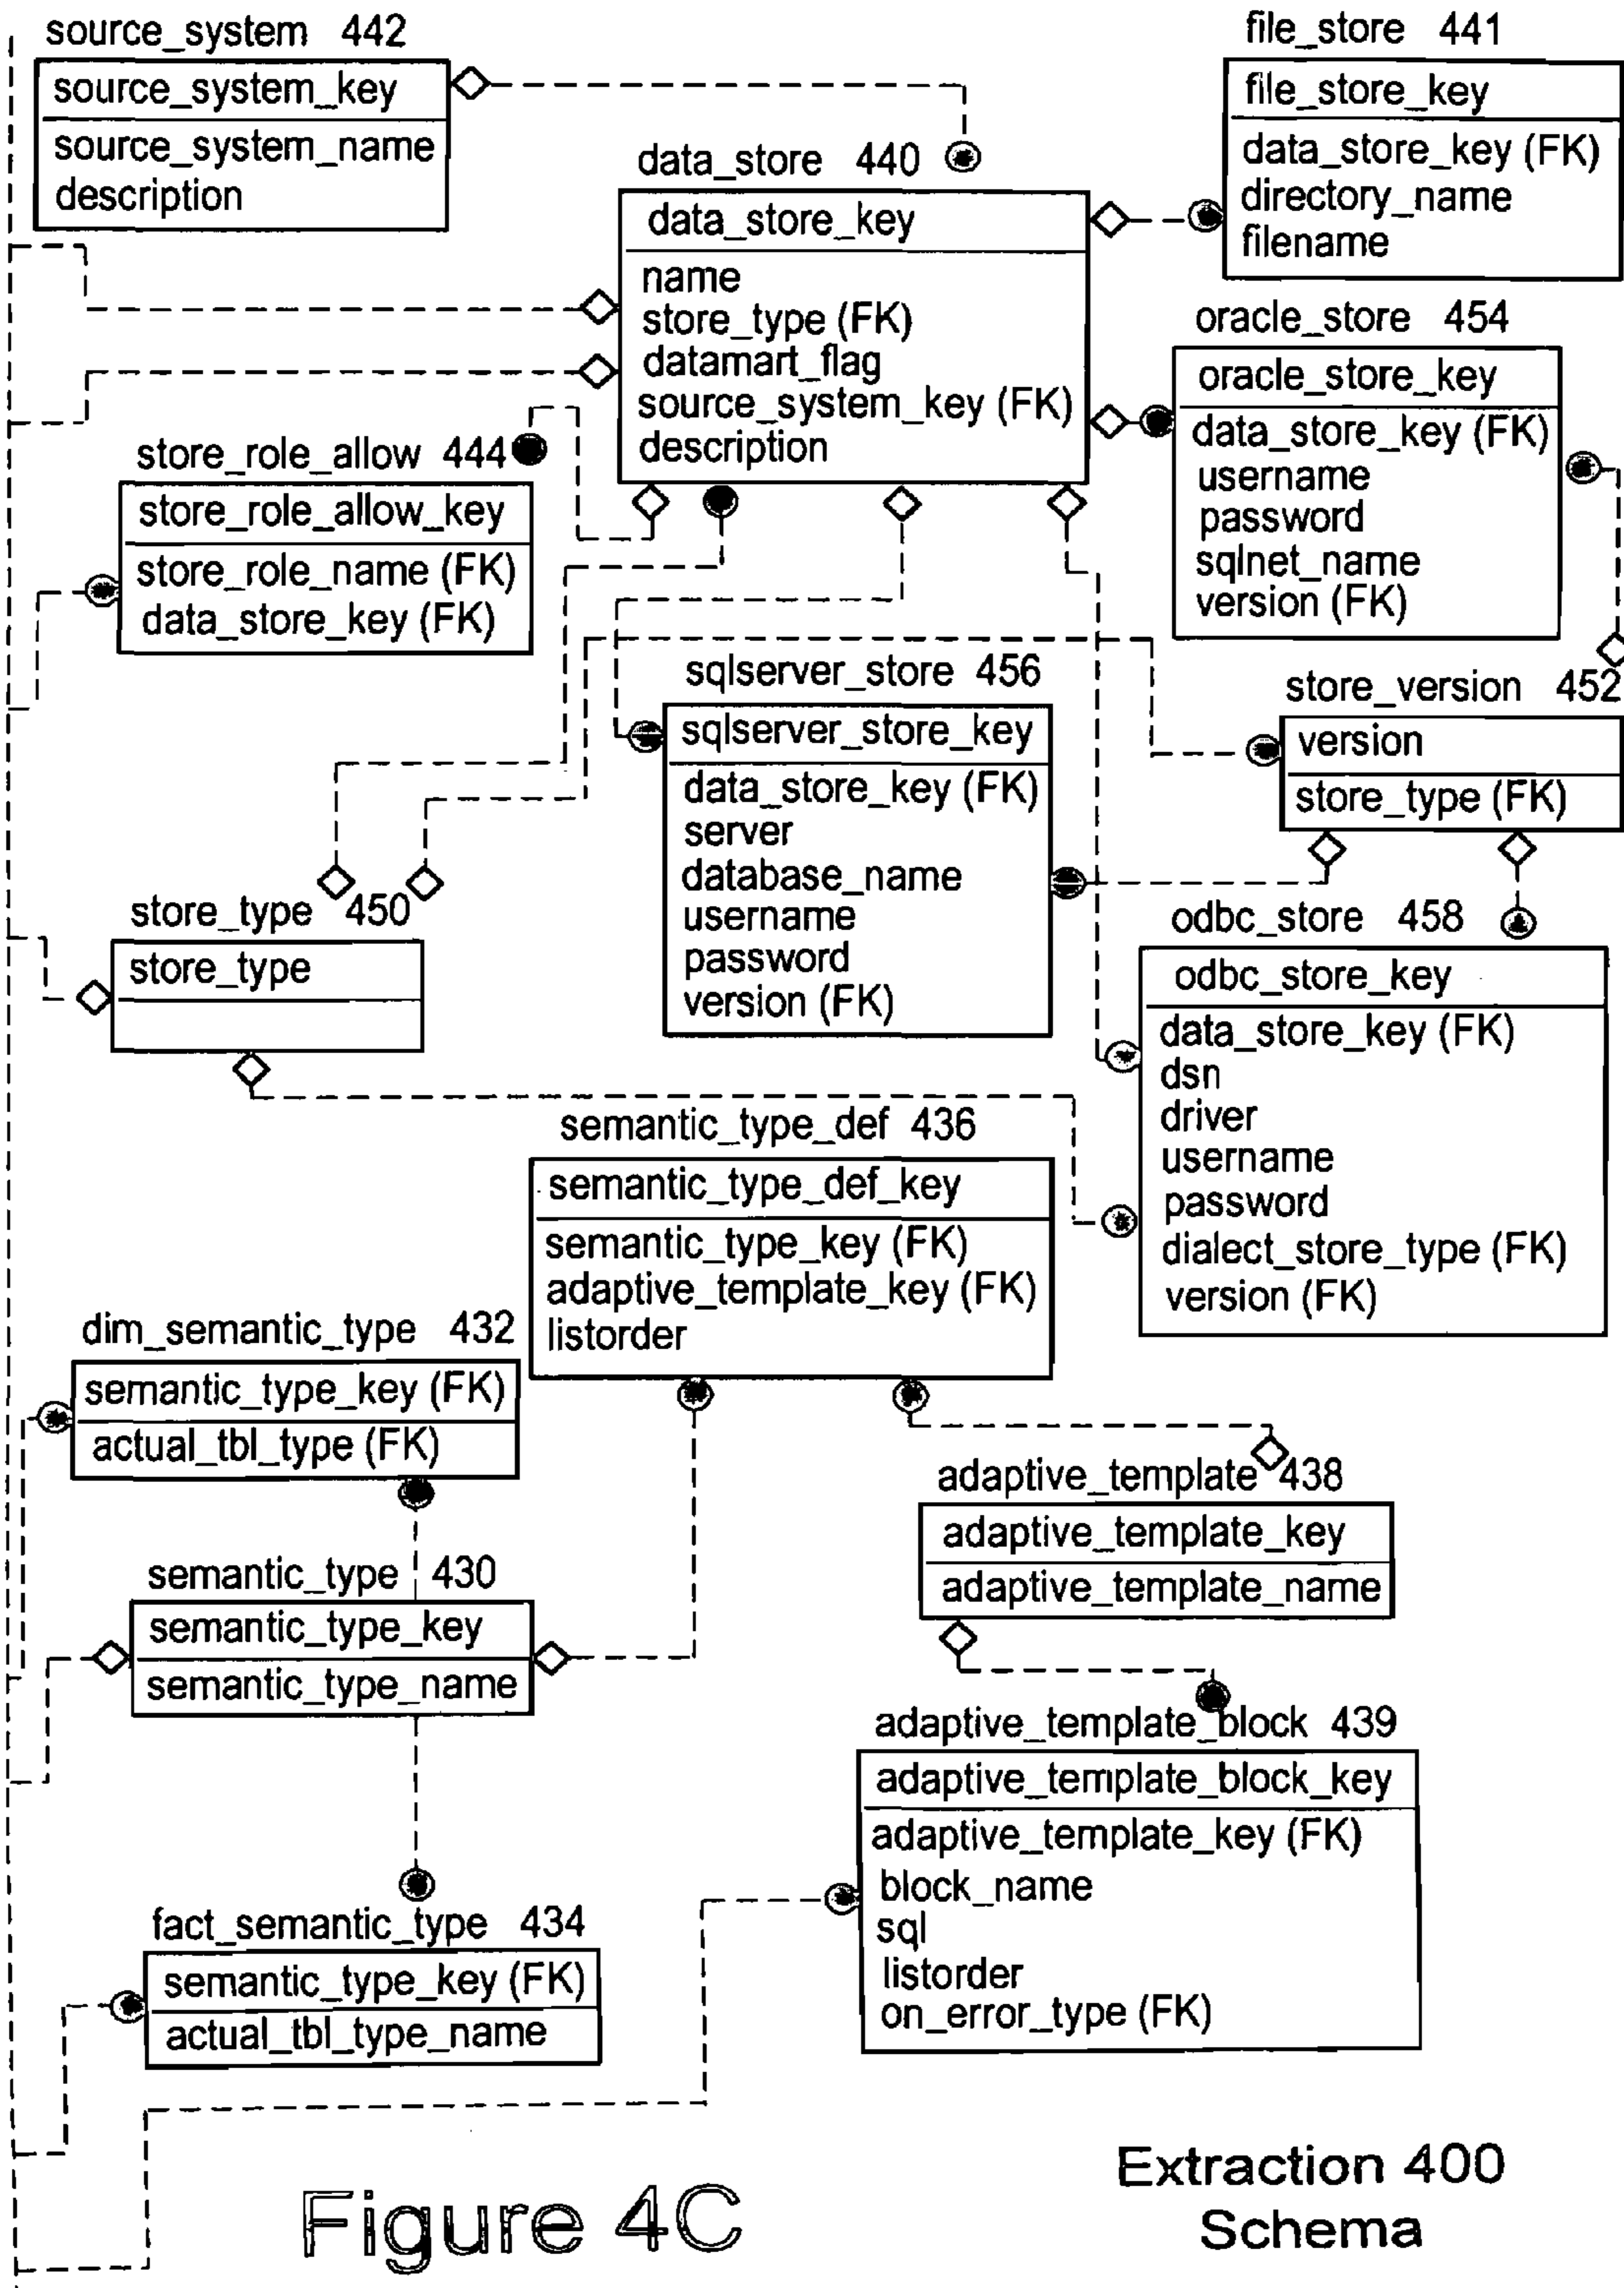 source_system 442
source_system_key
source_system_name
description
file_store 441
file_store_key
data_store_key (FK)
directory_name
filename
data_store 440
data_store_key
name
store_type (FK)
datamart_flag
source_system_key (FK)
description
oracle_store 454
oracle_store_key
data_store_key (FK)
username
password
sqlnet_name
version (FK)
store_role_allow 444
store_role_allow_key
store_role_name (FK)
data_store_key (FK)
sqlserver_store 456
sqlserver_store_key
data_store_key (FK)
server
database_name
username
password
version (FK)
store_version 452
version
store_type (FK)
store_type 450
store_type
odbc_store 458
odbc_store_key
data_store_key (FK)
dsn
driver
username
password
dialect_store_type (FK)
version (FK)
semantic_type_def 436
semantic_type_def_key
semantic_type_key (FK)
adaptive_template_key (FK)
listorder
dim_semantic_type 432
semantic_type_key (FK)
actual_tbl_type (FK)
adaptive_template 438
adaptive_template_key
adaptive_template_name
semantic_type 430
semantic_type_key
semantic_type_name
adaptive_template_block 439
adaptive_template_block_key
adaptive_template_key (FK)
block_name
sql
listorder
on_error_type (FK)
fact_semantic_type 434
semantic_type_key (FK)
actual_tbl_type_name
Figure 4C
Extraction 400
Schema